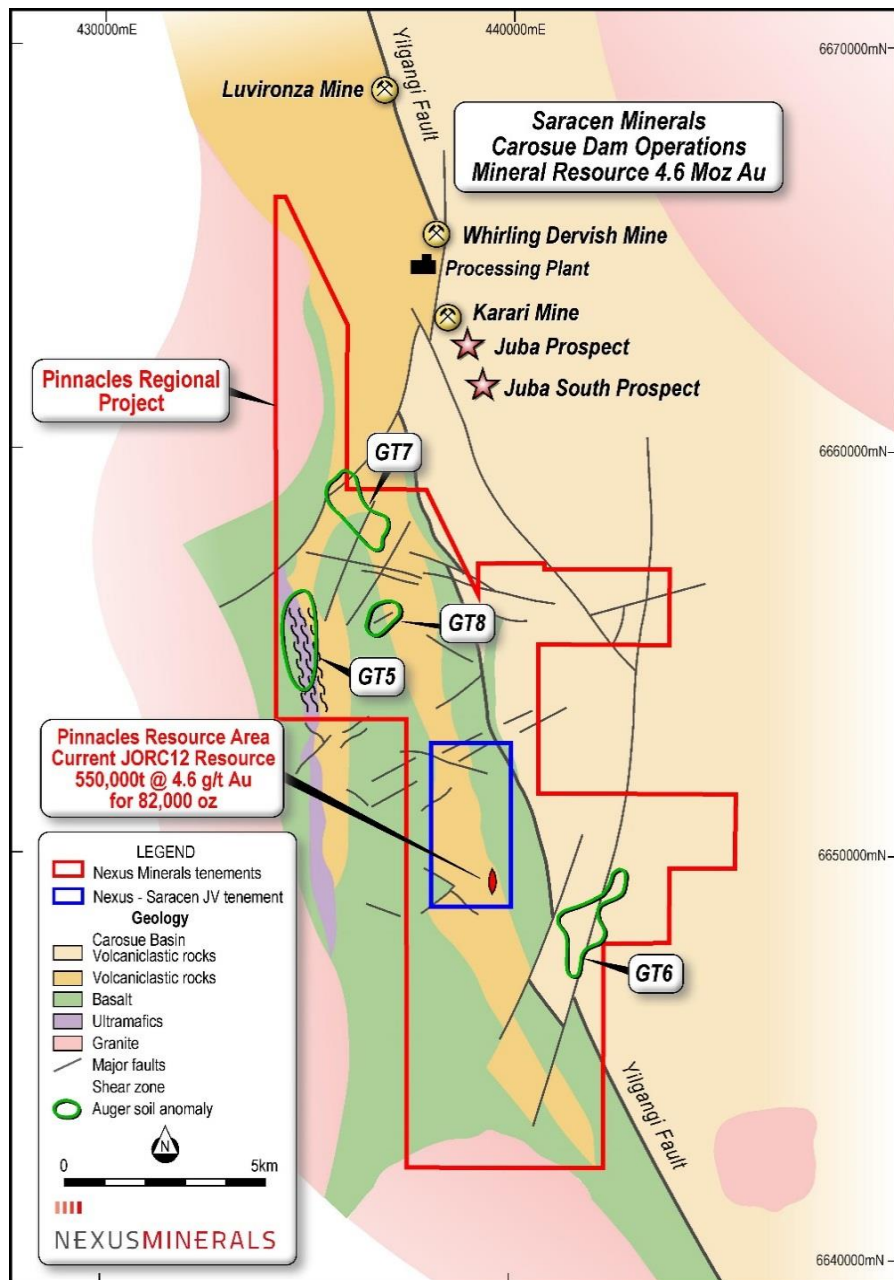 430000mE
440000mE
6670000mN
Yilgangi Fault
Luvironza Mine
Saracen Minerals
Carosue Dam Operations
Mineral Resource 4.6 Moz Au
Whirling Dervish Mine
Processing Plant
Karari Mine
Juba Prospect
Juba South Prospect
Pinnacles Regional
Project
GT7
6660000mN
GT8
GT5
Pinnacles Resource Area
Current JORC12 Resource
550,000t @ 4.6 g/t Au
for 82,000 oz
6650000mN
GT6
Yilgangi Fault
LEGEND
Nexus Minerals tenements
Nexus - Saracen JV tenement
Geology
Carosue Basin
Volcaniclastic rocks
Volcaniclastic rocks
Basalt
Ultramafics
Granite
Major faults
Shear zone
Auger soil anomaly
N
0 5km
NEXUSMINERALS
6640000mN